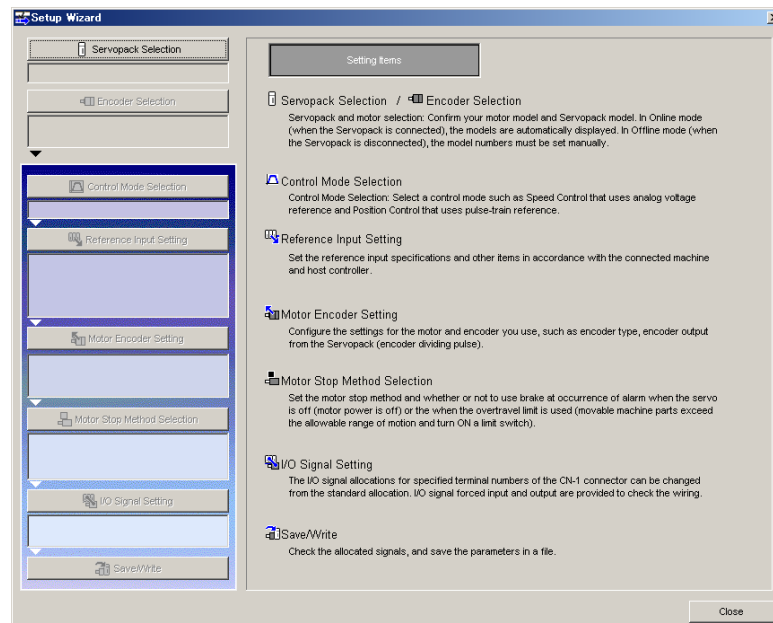 Setup Wizard
Servopack Selection
Encoder Selection
Control Mode Selection
Reference Input Setting
Motor Encoder Setting
Motor Stop Method Selection
I/O Signal Setting
Save/Write
Setting Items
Servopack Selection / Encoder Selection
Servopack and motor selection: Confirm your motor model and Servopack model. In Online mode
(when the Servopack is connected), the models are automatically displayed. In Offline mode (when
the Servopack is disconnected), the model numbers must be set manually.
Control Mode Selection
Control Mode Selection: Select a control mode such as Speed Control that uses analog voltage
reference and Position Control that uses pulse-train reference.
Reference Input Setting
Set the reference input specifications and other items in accordance with the connected machine
and host controller.
Motor Encoder Setting
Configure the settings for the motor and encoder you use, such as encoder type, encoder output
from the Servopack (encoder dividing pulse).
Motor Stop Method Selection
Set the motor stop method and whether or not to use brake at occurrence of alarm when the servo
is off (motor power is off) or the when the overtravel limit is used (movable machine parts exceed
the allowable range of motion and turn ON a limit switch).
I/O Signal Setting
The I/O signal allocations for specified terminal numbers of the CN-1 connector can be changed
from the standard allocation. I/O signal forced input and output are provided to check the wiring.
Save/Write
Check the allocated signals, and save the parameters in a file.
Close